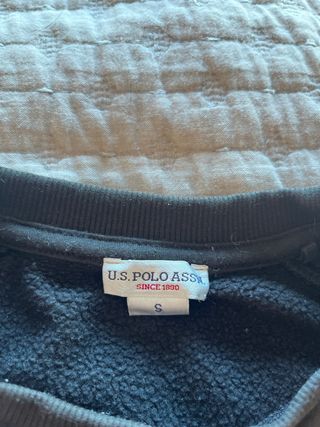 U.S. POLO ASSN.
SINCE 1890
S